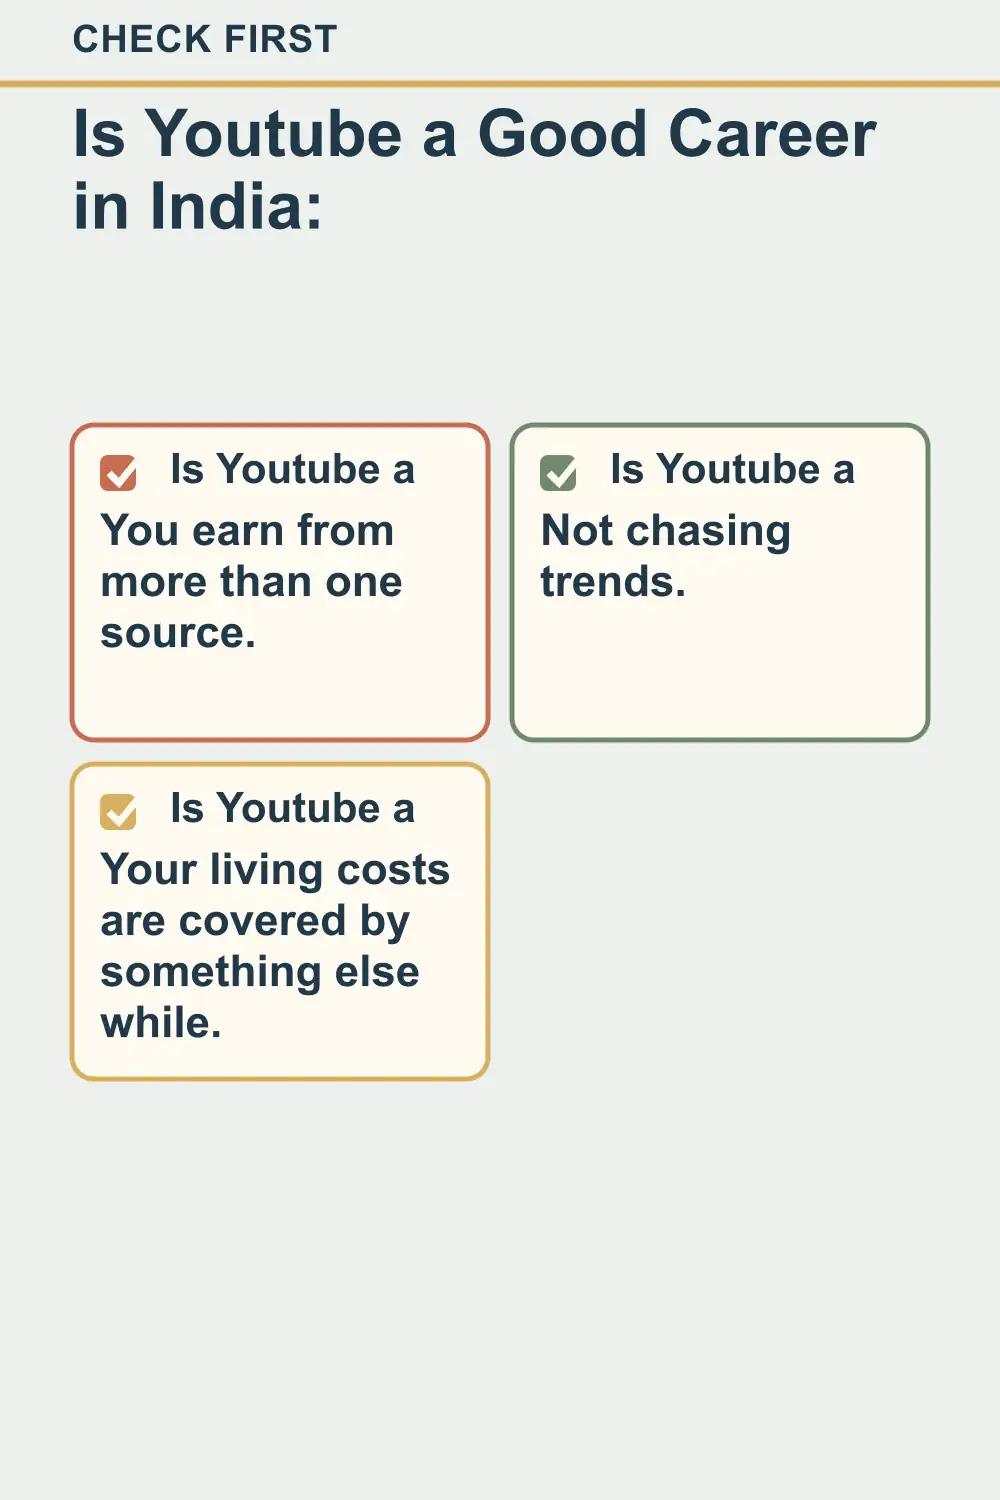 CHECK FIRST
Is Youtube a Good Career
in India:
Is Youtube a
You earn from
more than one
source.
Is Youtube a
Not chasing
trends.
Is Youtube a
Your living costs
are covered by
something else
while.